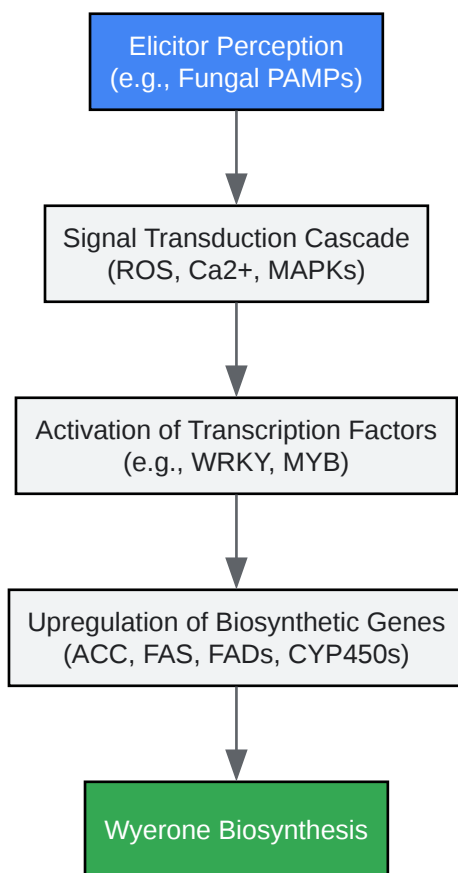 Elicitor Perception
(e.g., Fungal PAMPs)
Signal Transduction Cascade
(ROS, Ca2+, MAPKs)
Activation of Transcription Factors
(e.g., WRKY, MYB)
Upregulation of Biosynthetic Genes
(ACC, FAS, FADs, CYP450s)
Wyerone Biosynthesis